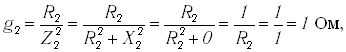 g₂ = R₂/Z₂² = R₂/(R₂² + X₂²) = R₂/(R₂² + 0) = 1/R₂ = 1/1 = 1 Ом,